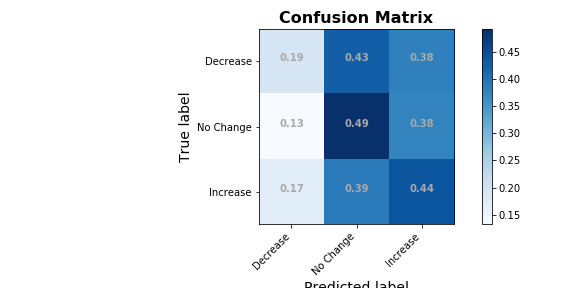 Confusion Matrix
True label
Decrease 0.19 0.43 0.38
No Change 0.13 0.49 0.38
Increase 0.17 0.39 0.44
Decrease No Change Increase
Predicted label
0.45
0.40
0.35
0.30
0.25
0.20
0.15